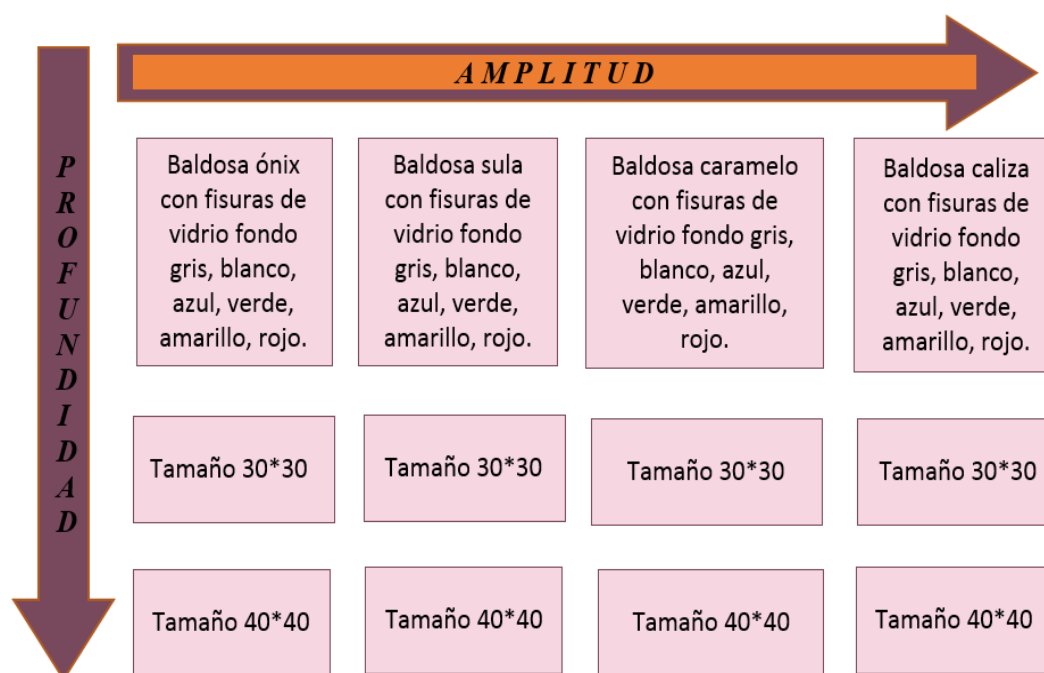 A M P L I T U D
P R O F U N D I D A D
Baldosa ónix
con fisuras de
vidrio fondo
gris, blanco,
azul, verde,
amarillo, rojo.
Baldosa sula
con fisuras de
vidrio fondo
gris, blanco,
azul, verde,
amarillo, rojo.
Baldosa caramelo
con fisuras de
vidrio fondo gris,
blanco, azul,
verde, amarillo,
rojo.
Baldosa caliza
con fisuras de
vidrio fondo
gris, blanco,
azul, verde,
amarillo, rojo.
Tamaño 30*30
Tamaño 30*30
Tamaño 30*30
Tamaño 30*30
Tamaño 40*40
Tamaño 40*40
Tamaño 40*40
Tamaño 40*40